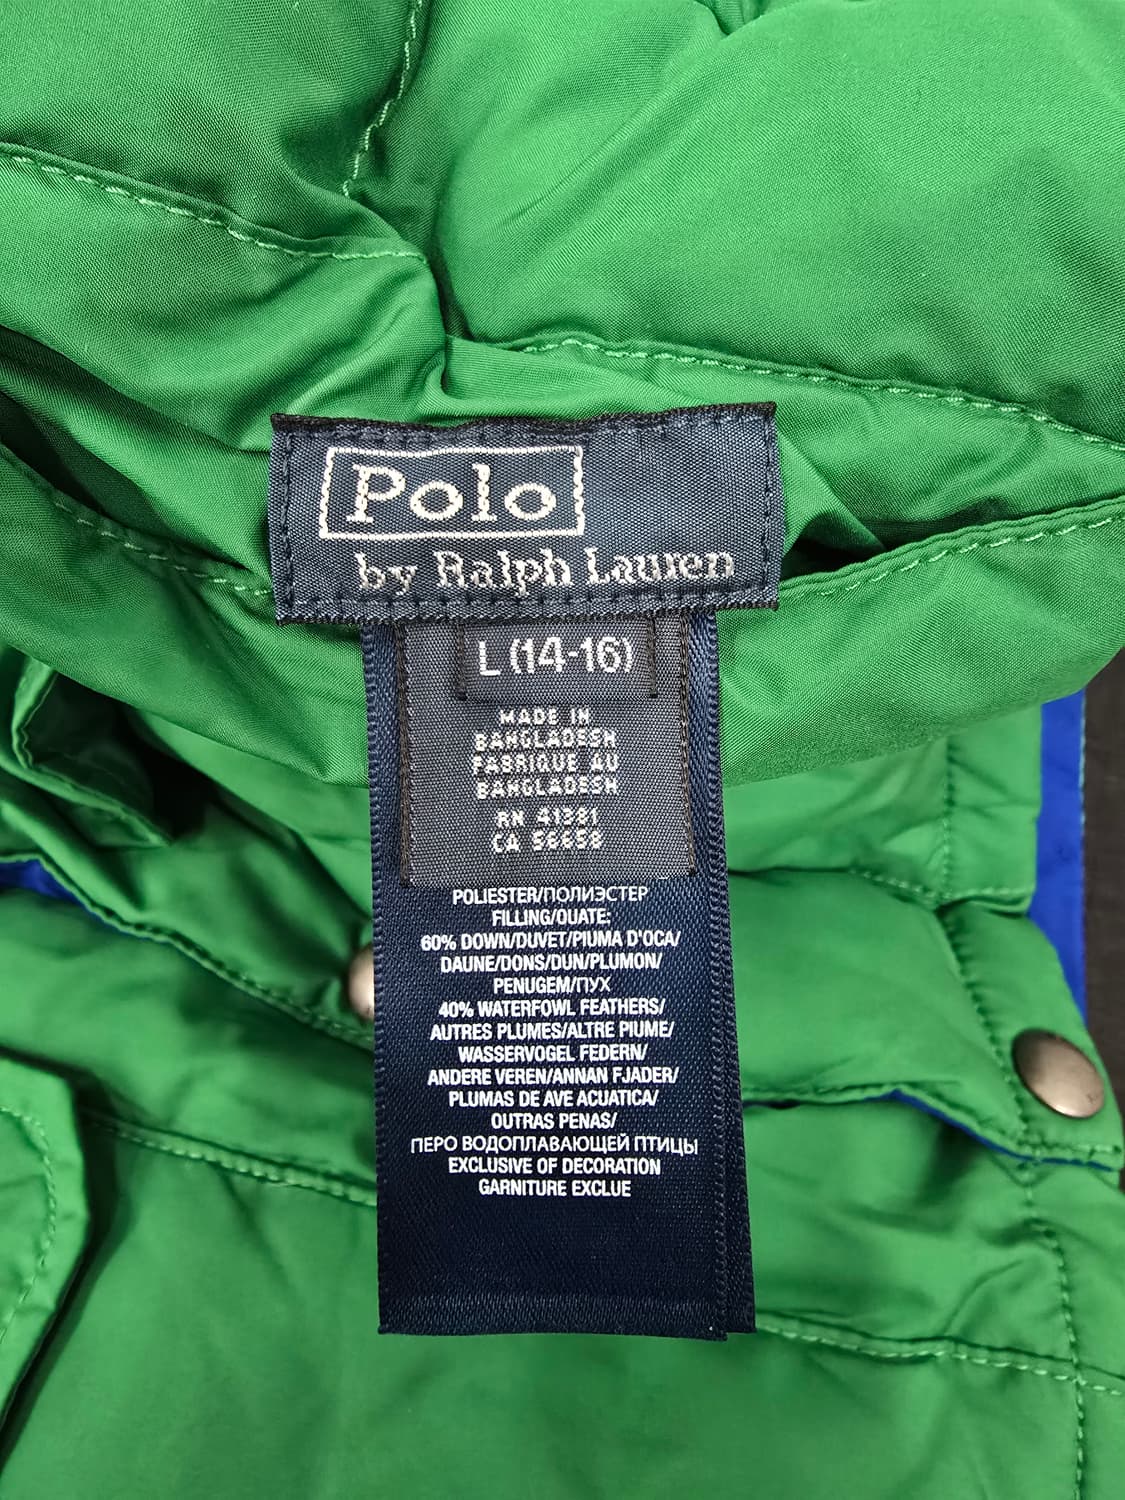 Polo
by Ralph Lauren
L (14-16)
MADE IN
BANGLADESH
FABRIQUE AU
BANGLADESH
RN 41381
CA 56658
POLIESTER/ПОЛИЭСТЕР
FILLING/OUATE:
60% DOWN/DUVET/PIUMA D'OCA/
DAUNE/DONS/DUN/PLUMON/
PENUGEM/ПУХ
40% WATERFOWL FEATHERS/
AUTRES PLUMES/ALTRE PIUME/
WASSERVOGEL FEDERN/
ANDERE VEREN/ANNAN FJADER/
PLUMAS DE AVE ACUATICA/
OUTRAS PENAS/
ПЕРО ВОДОПЛАВАЮЩЕЙ ПТИЦЫ
EXCLUSIVE OF DECORATION
GARNITURE EXCLUE